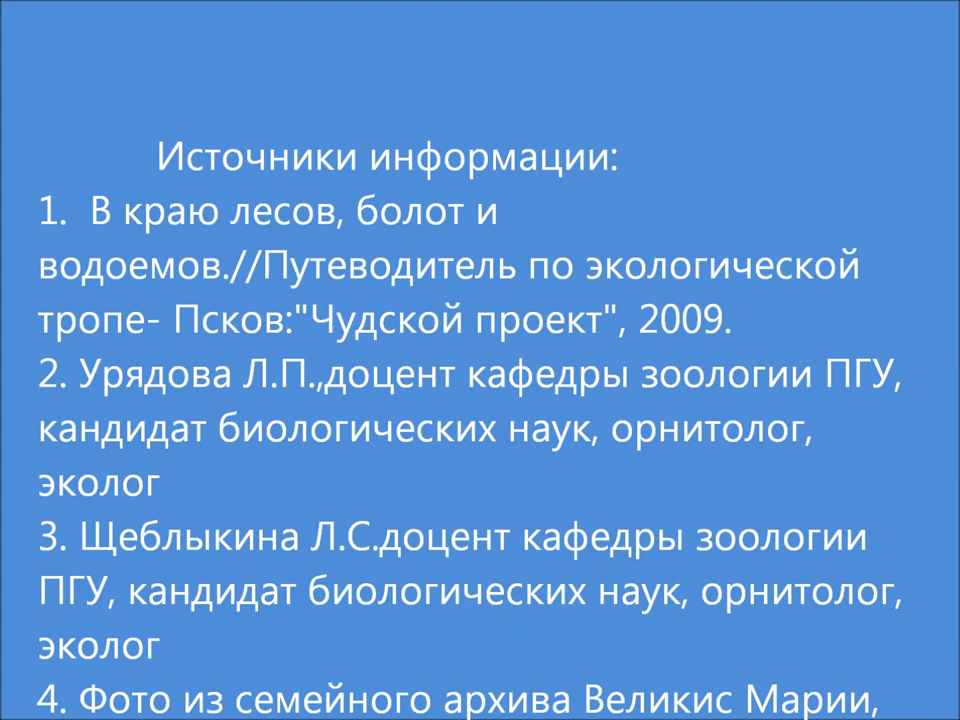 Источники информации:
1.  В краю лесов, болот и
водоемов.//Путеводитель по экологической
тропе- Псков:"Чудской проект", 2009.
2. Урядова Л.П.,доцент кафедры зоологии ПГУ,
кандидат биологических наук, орнитолог,
эколог
3. Щеблыкина Л.С.доцент кафедры зоологии
ПГУ, кандидат биологических наук, орнитолог,
эколог
4. Фото из семейного архива Великис Марии,